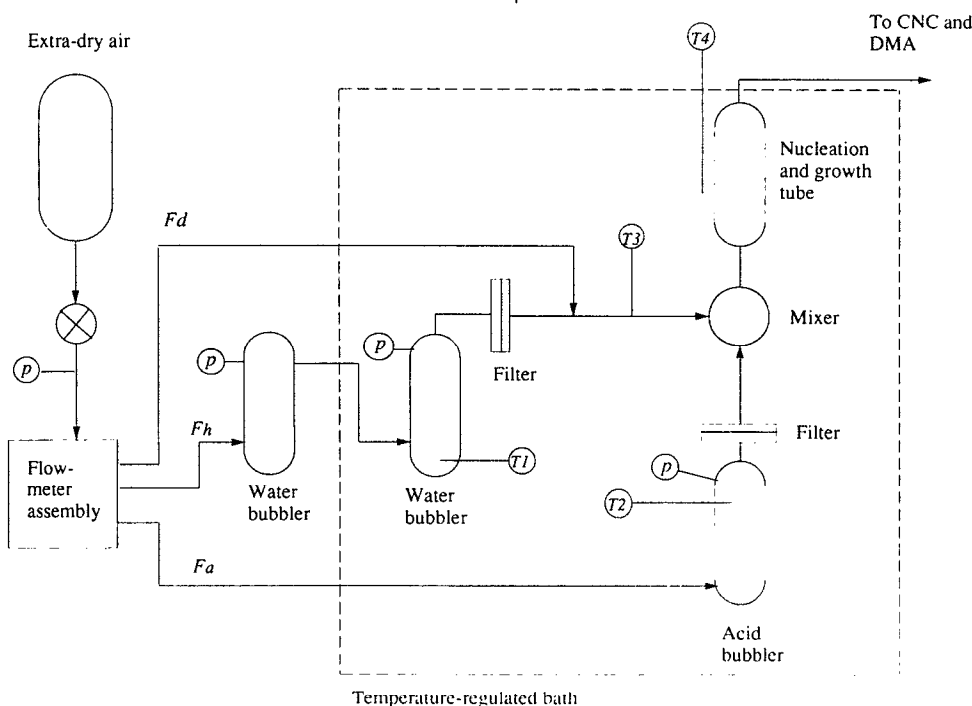 To CNC and
DMA
Extra-dry air
T4
Nucleation
and growth
tube
Fd
T3
Mixer
p
p
p
Filter
Fh
Filter
Flow-
meter
assembly
p
T1
T2
Water
bubbler
Water
bubbler
Fa
Acid
bubbler
Temperature-regulated bath